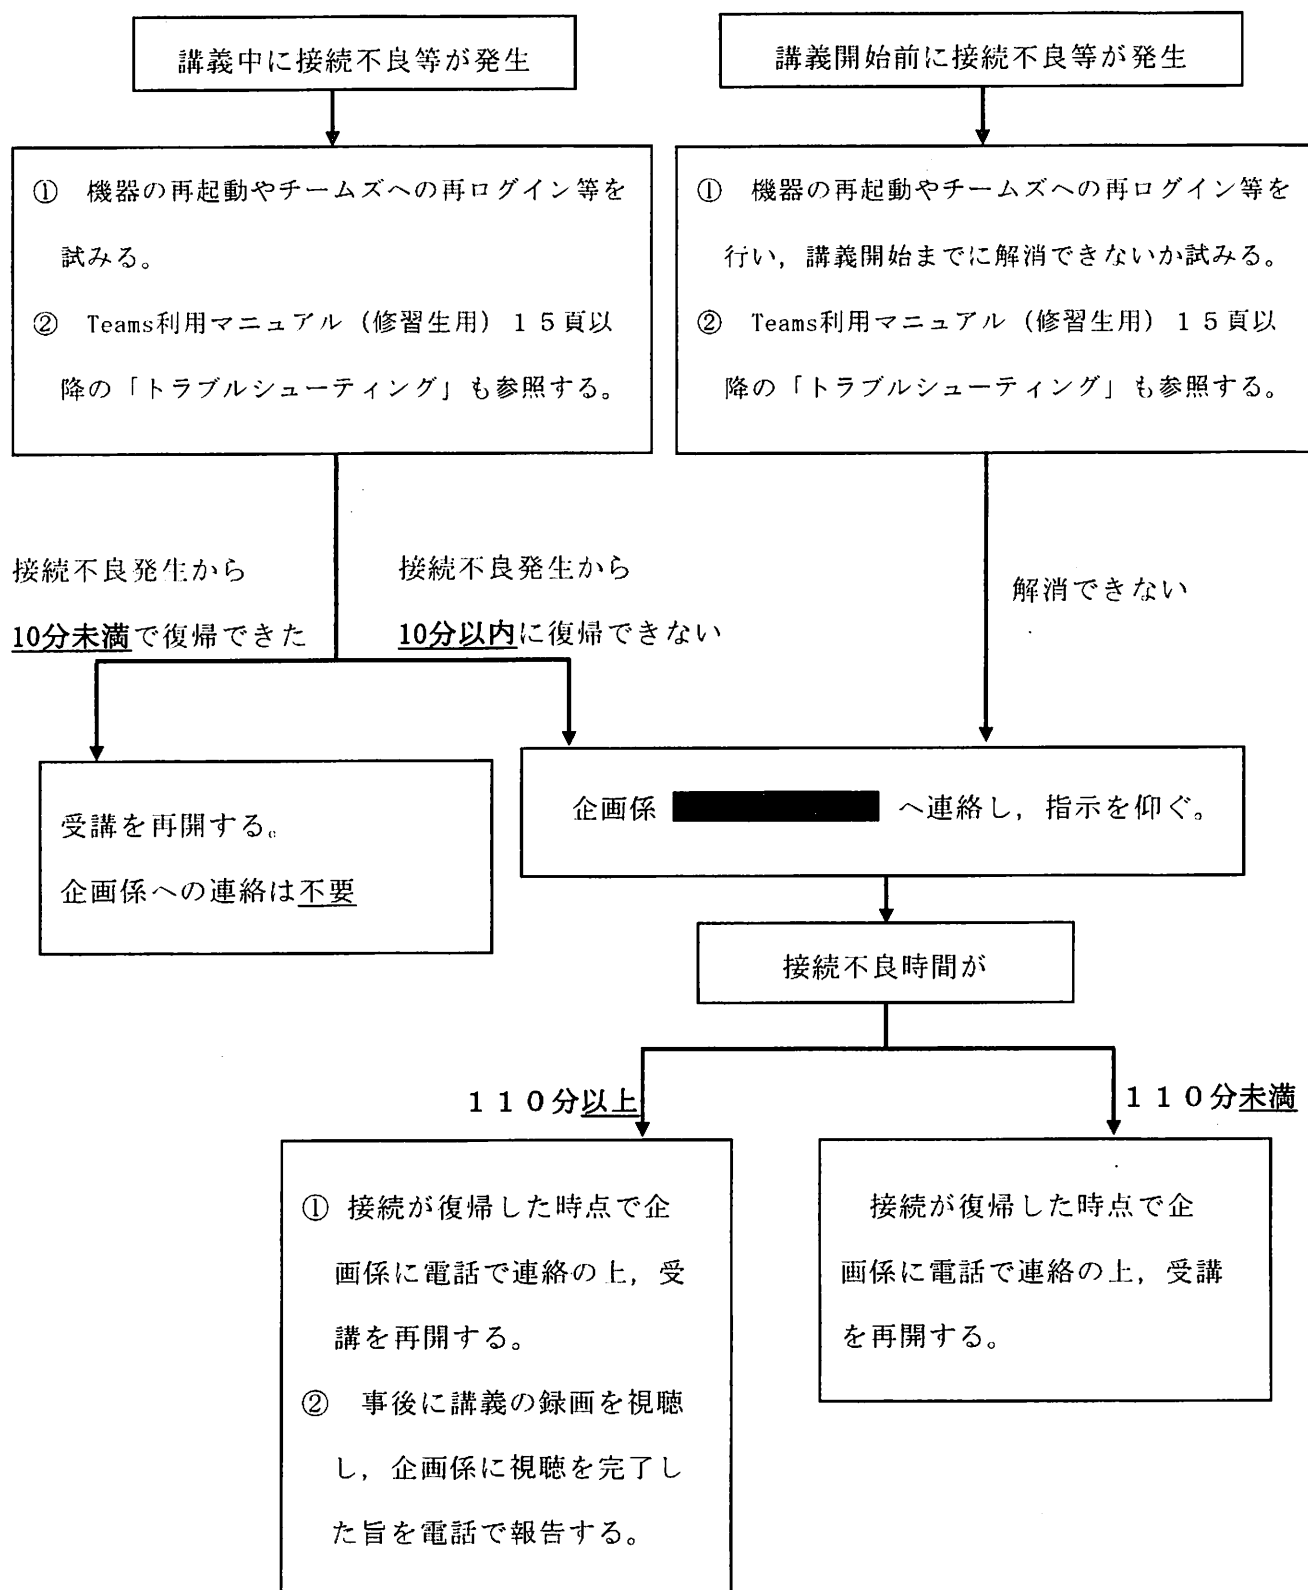 講義中に接続不良等が発生
講義開始前に接続不良等が発生
① 機器の再起動やチームズへの再ログイン等を
試みる。
② Teams利用マニュアル（修習生用）１５頁以
降の「トラブルシューティング」も参照する。
① 機器の再起動やチームズへの再ログイン等を
行い，講義開始までに解消できないか試みる。
② Teams利用マニュアル（修習生用）１５頁以
降の「トラブルシューティング」も参照する。
接続不良発生から
10分未満で復帰できた
接続不良発生から
10分以内に復帰できない
解消できない
受講を再開する。
企画係への連絡は不要
企画係 へ連絡し，指示を仰ぐ。
接続不良時間が
１１０分以上
１１０分未満
① 接続が復帰した時点で企
画係に電話で連絡の上，受
講を再開する。
② 事後に講義の録画を視聴
し，企画係に視聴を完了し
た旨を電話で報告する。
接続が復帰した時点で企
画係に電話で連絡の上，受講
を再開する。